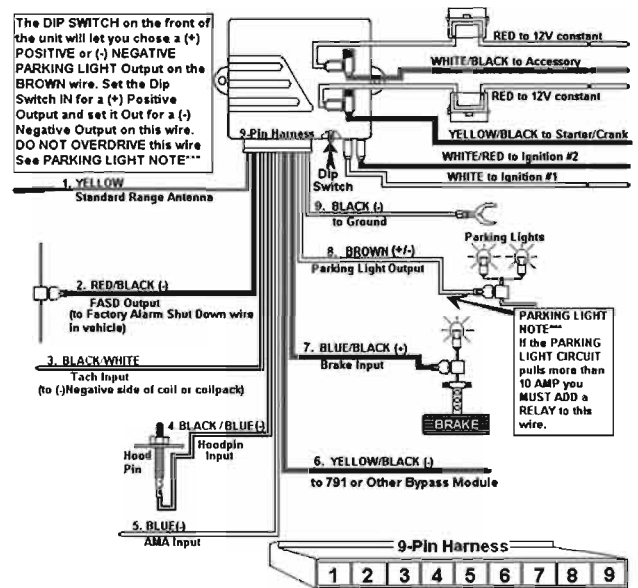 The DIP SWITCH on the front of
the unit will let you chose a (+)
POSITIVE or (-) NEGATIVE
PARKING LIGHT Output on the
BROWN wire. Set the Dip
Switch IN for a (+) Positive
Output and set it Out for a (-)
Negative Output on this wire.
DO NOT OVERDRIVE this wire
See PARKING LIGHT NOTE***
RED to 12V constant
WHITE/BLACK to Accessory
RED to 12V constant
YELLOW/BLACK to Starter/Crank
WHITE/RED to Ignition #2
WHITE to Ignition #1
9-Pin Harness
Dip
Switch
1. YELLOW
Standard Range Antenna
9. BLACK (-)
to Ground
8. BROWN (+/-)
Parking Light Output
Parking Lights
2. RED/BLACK (-)
FASD Output
(to Factory Alarm Shut Down wire
in vehicle)
PARKING LIGHT
NOTE***
If the PARKING
LIGHT CIRCUIT
pulls more than
10 AMP you
MUST ADD a
RELAY to this
wire.
7. BLUE/BLACK (+)
Brake Input
BRAKE
3. BLACK/WHITE
Tach Input
(to (-)Negative side of coil or coilpack)
4 BLACK / BLUE(-)
Hoodpin
Input
Hood
Pin
6. YELLOW/BLACK (-)
to 791 or Other Bypass Module
5. BLUE(-)
AMA Input
9-Pin Harness
1 2 3 4 5 6 7 8 9